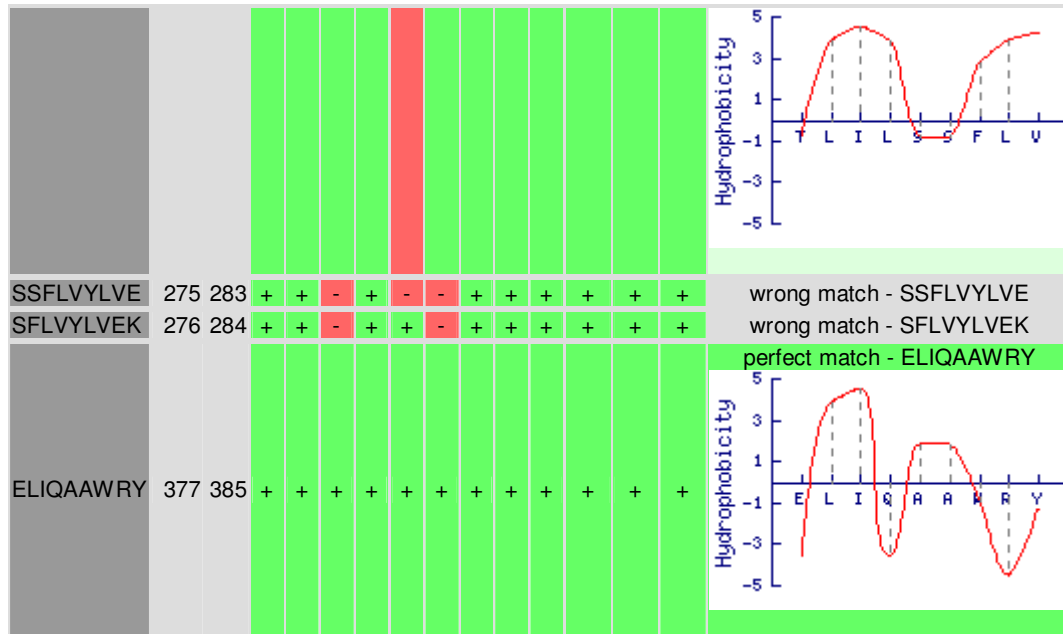 5
3
1
-1
-3
-5
Hydrophobicity
T L I L S S F L V
SSFLVYLVE 275 283 + + - + - - + + + + + + wrong match - SSFLVYLVE
SFLVYLVEK 276 284 + + - + + - + + + + + + wrong match - SFLVYLVEK
perfect match - ELIQAAWRY
ELIQAAWRY 377 385 + + + + + + + + + + + +
5
3
1
-1
-3
-5
Hydrophobicity
E L I Q A A W R Y